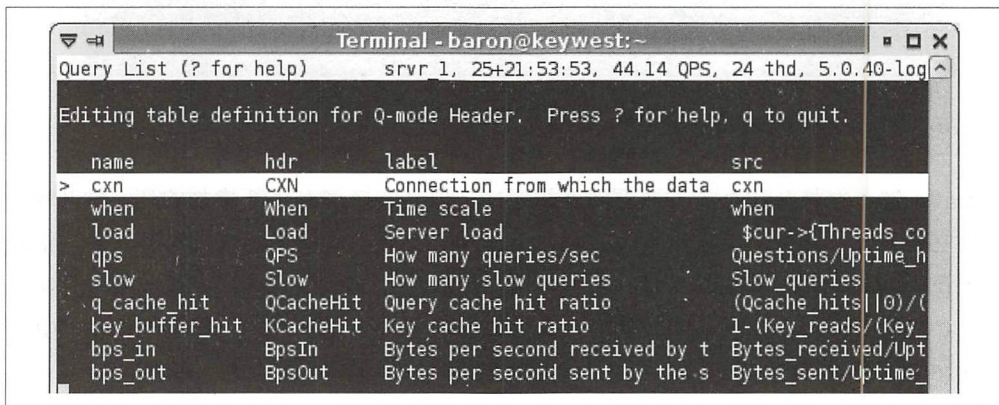 Terminal - baron@keywest:~
Query List (? for help) srvr_1, 25+21:53:53, 44.14 QPS, 24 thd, 5.0.40-log
Editing table definition for Q-mode Header. Press ? for help, q to quit.
name hdr label src
> cxn CXN Connection from which the data cxn
when When Time scale when
load Load Server load $cur->{Threads_co
qps QPS How many queries/sec Questions/Uptime_h
slow Slow How many slow queries Slow_queries
q_cache_hit QCacheHit Query cache hit ratio (Qcache_hits||0)/(
key_buffer_hit KCacheHit Key cache hit ratio 1-(Key_reads/(Key_
bps_in BpsIn Bytes per second received by t Bytes_received/Upt
bps_out BpsOut Bytes per second sent by the s Bytes_sent/Uptime_